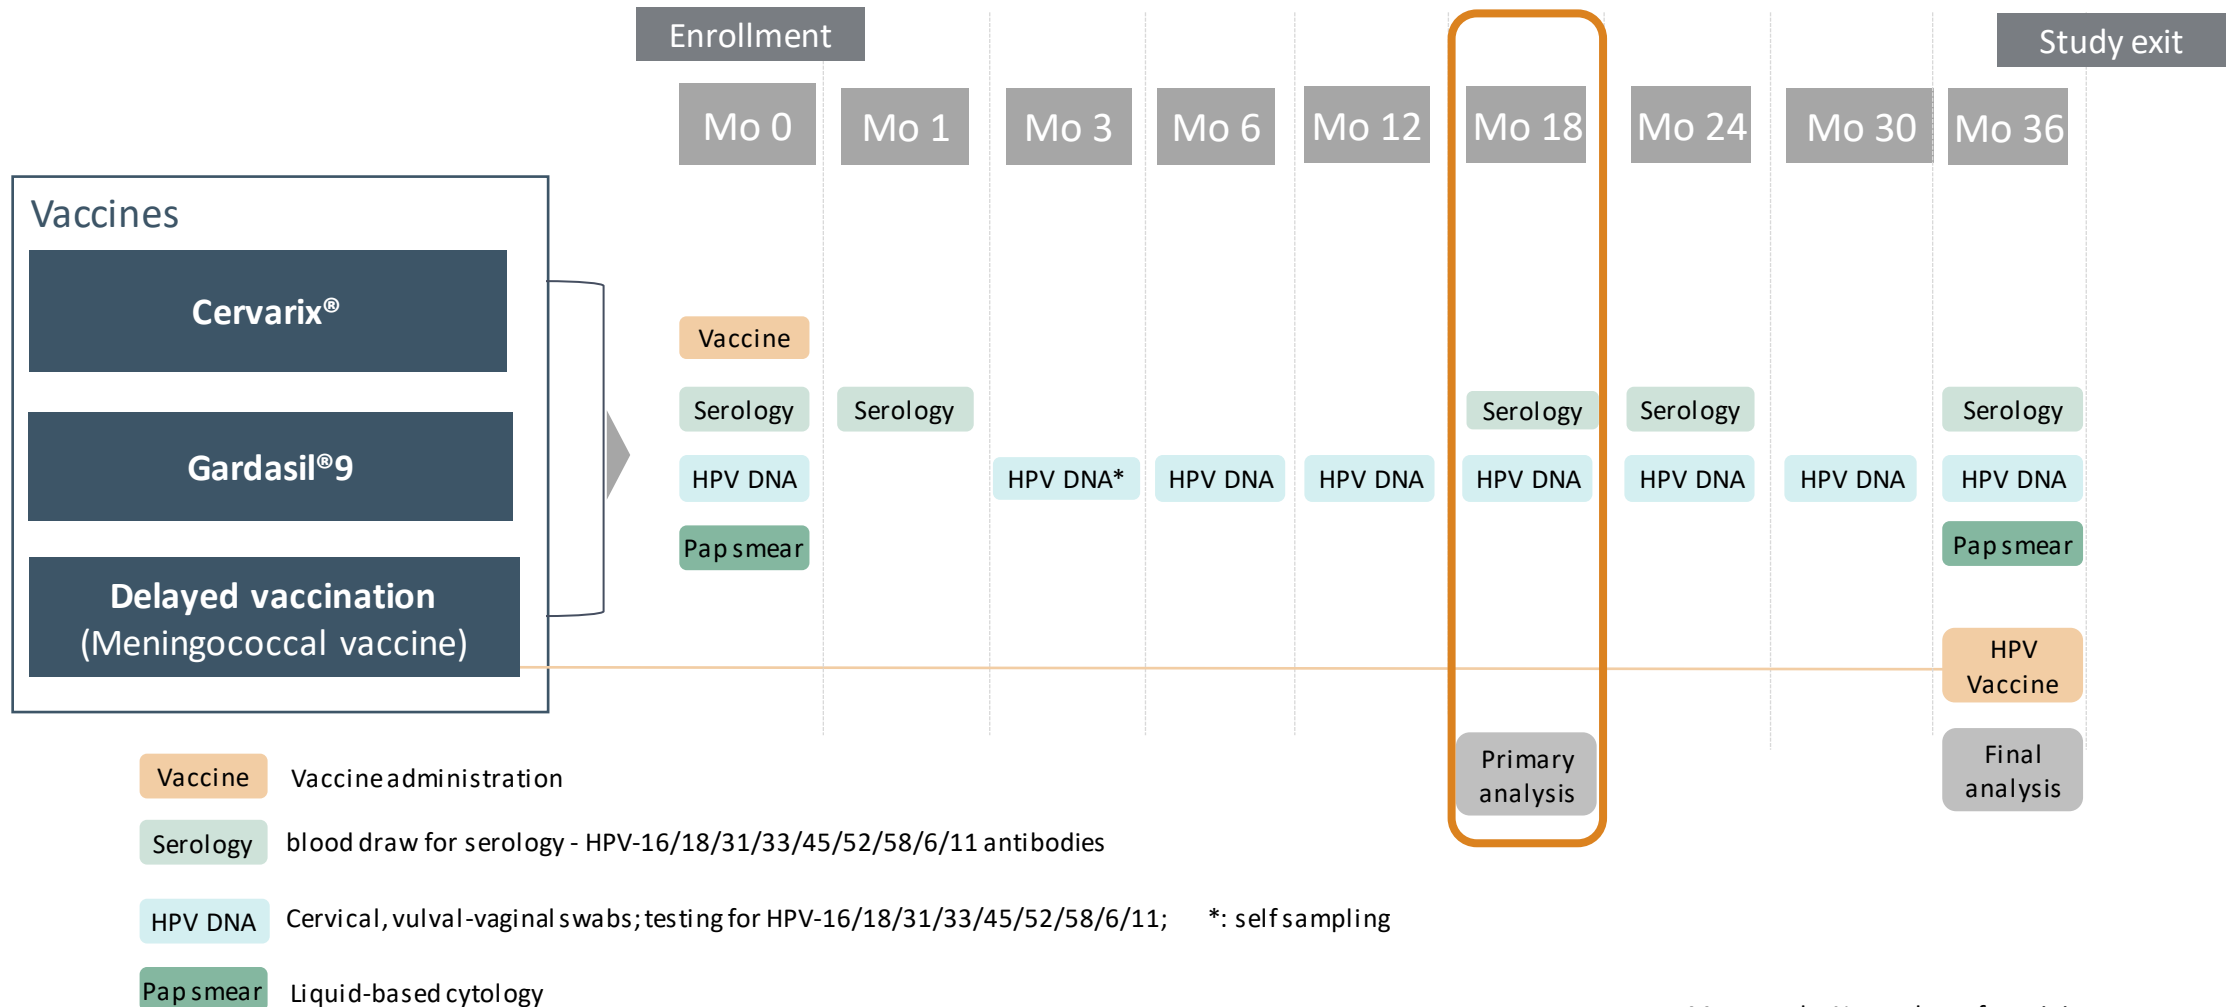 Enrollment
Study exit
Mo 0
Mo 1
Mo 3
Mo 6
Mo 12
Mo 18
Mo 24
Mo 30
Mo 36
Vaccines
Cervarix®
Gardasil®9
Delayed vaccination
(Meningococcal vaccine)
Vaccine
Serology
Serology
Serology
Serology
Serology
HPV DNA
HPV DNA*
HPV DNA
HPV DNA
HPV DNA
HPV DNA
HPV DNA
HPV DNA
Pap smear
Pap smear
HPV
Vaccine
Primary
analysis
Final
analysis
Vaccine Vaccine administration
Serology blood draw for serology - HPV-16/18/31/33/45/52/58/6/11 antibodies
HPV DNA Cervical, vulval-vaginal swabs; testing for HPV-16/18/31/33/45/52/58/6/11; *: self sampling
Pap smear Liquid-based cytology